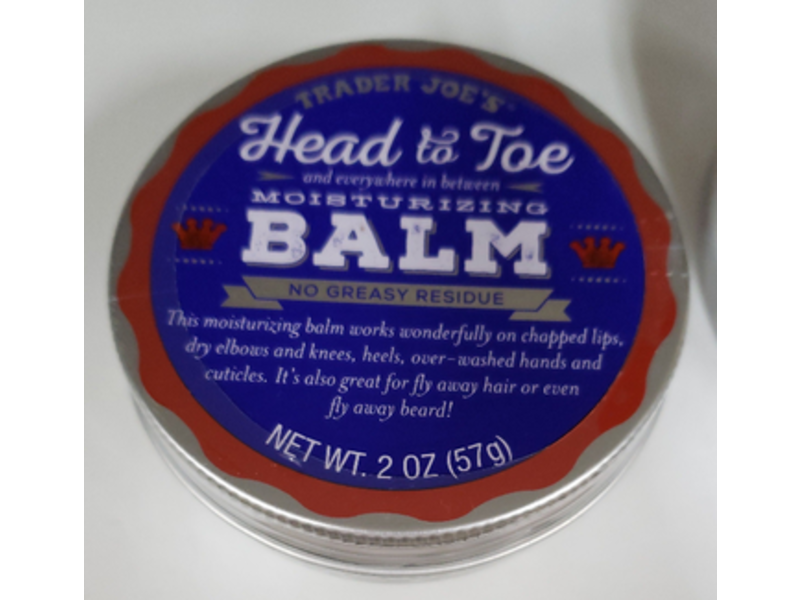 TRADER JOE'S
Head to Toe
and everywhere in between
MOISTURIZING
BALM
NO GREASY RESIDUE
This moisturizing balm works wonderfully on chapped lips,
dry elbows and knees, heels, over-washed hands and
cuticles. It's also great for fly away hair or even
fly away beard!
NET WT. 2 OZ (57g)